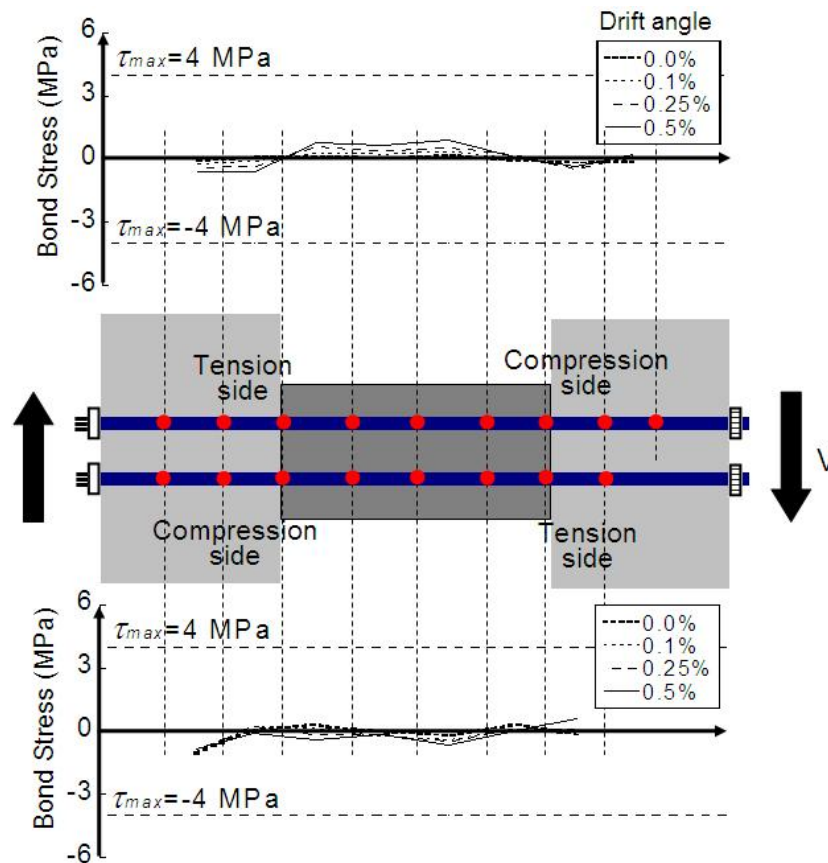 Drift angle
0.0%
0.1%
0.25%
0.5%
Bond Stress (MPa)
6
3
0
-3
-6
τmax=4 MPa
τmax=-4 MPa
Tension
side
Compression
side
Compression
side
Tension
side
V
Bond Stress (MPa)
6
3
0
-3
-6
τmax=4 MPa
τmax=-4 MPa
0.0%
0.1%
0.25%
0.5%